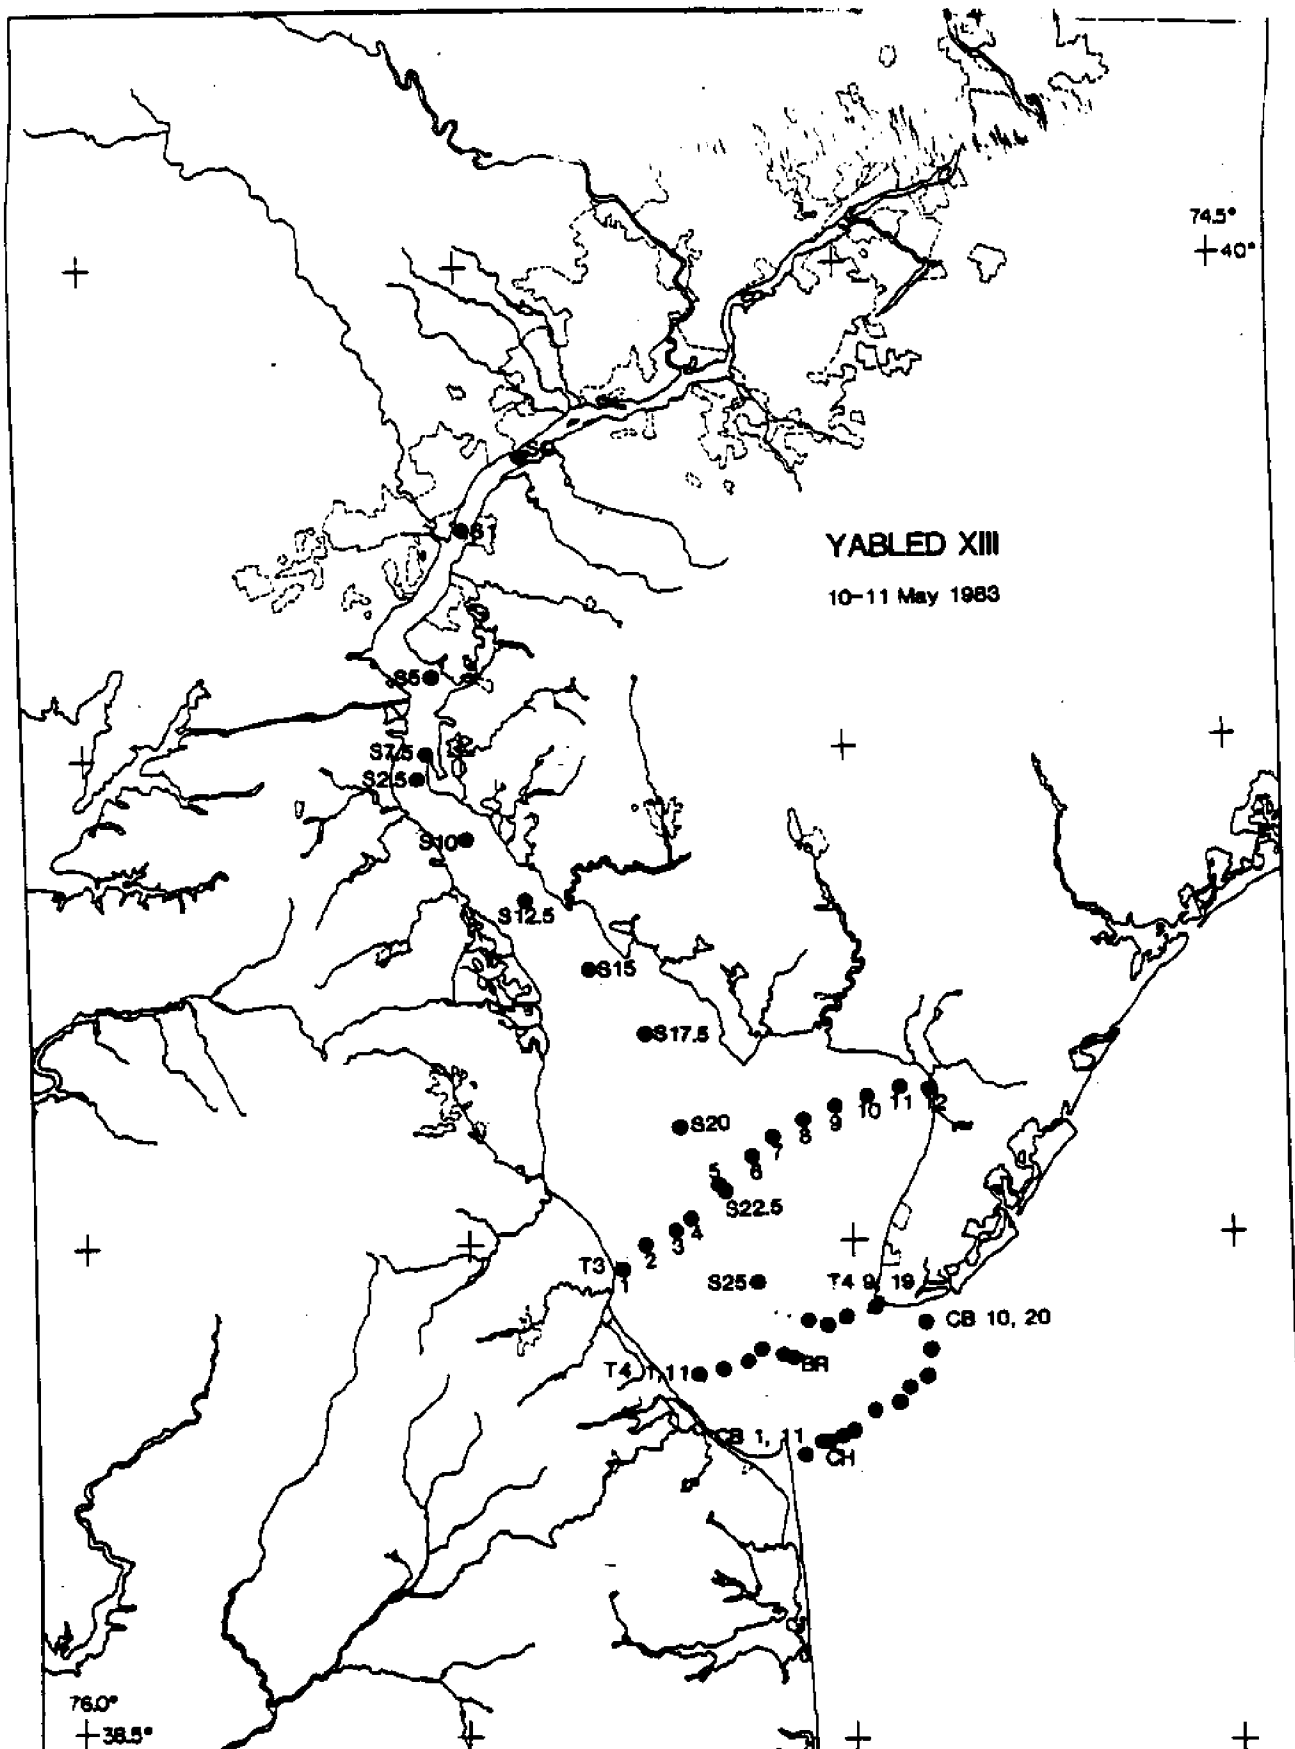 74.5°
40°
S0
S1
YABLED XIII
10-11 May 1983
S5
S7.5
S2.5
S10
S12.5
S15
S17.5
S20
12
11
10
9
8
7
6
5
S22.5
4
3
2
T3
1
S25
T4 9, 19
CB 10, 20
BR
T4 1, 11
CB 1, 11
CH
76.0°
38.5°